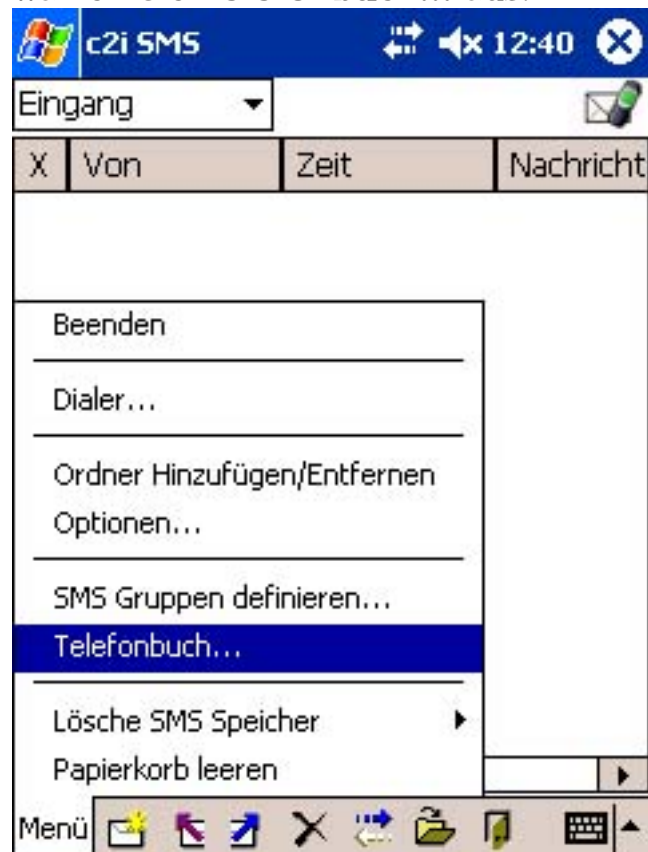 c2i SMS 12:40
Eingang
X Von Zeit Nachricht
Beenden
Dialer...
Ordner Hinzufügen/Entfernen
Optionen...
SMS Gruppen definieren...
Telefonbuch...
Lösche SMS Speicher
Papierkorb leeren
Menü